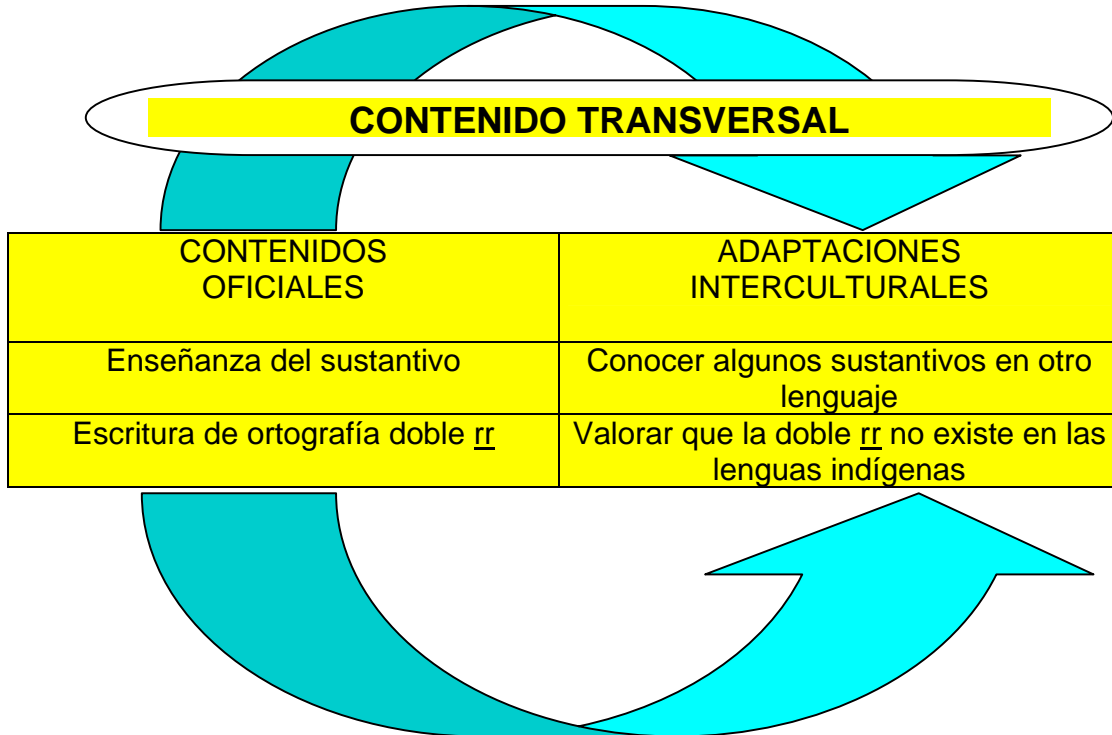 CONTENIDO TRANSVERSAL
CONTENIDOS
OFICIALES
ADAPTACIONES
INTERCULTURALES
Enseñanza del sustantivo
Conocer algunos sustantivos en otro
lenguaje
Escritura de ortografía doble rr
Valorar que la doble rr no existe en las
lenguas indígenas